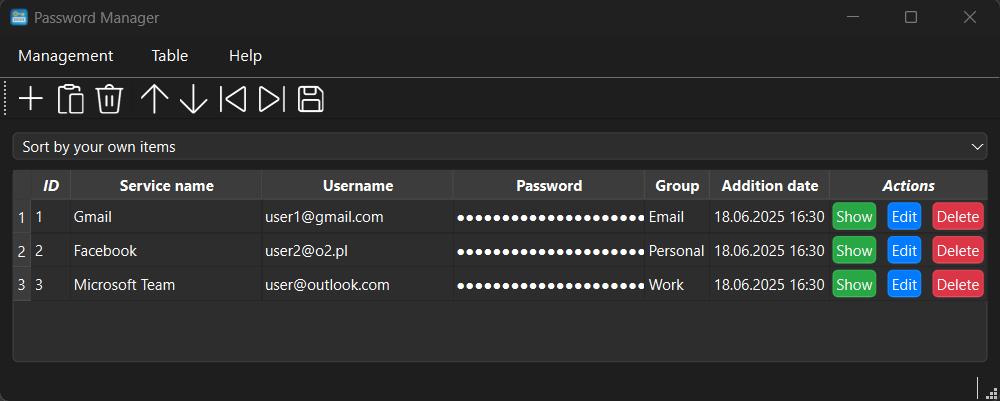 Password Manager
Management Table Help
Sort by your own items
ID Service name Username Password Group Addition date Actions
1 1 Gmail user1@gmail.com ●●●●●●●●●●●●●●●●●●●● Email 18.06.2025 16:30 Show Edit Delete
2 2 Facebook user2@o2.pl ●●●●●●●●●●●●●●●●●●●● Personal 18.06.2025 16:30 Show Edit Delete
3 3 Microsoft Team user@outlook.com ●●●●●●●●●●●●●●●●●●●● Work 18.06.2025 16:30 Show Edit Delete